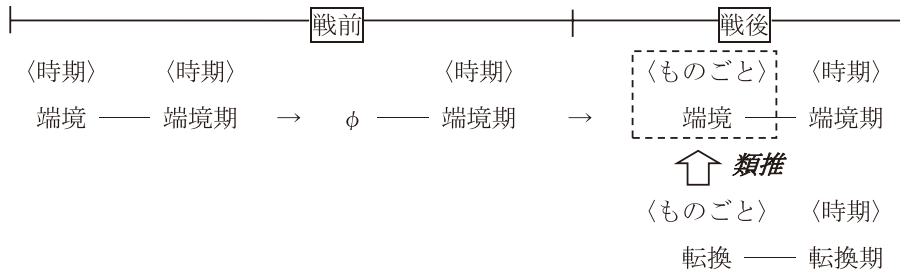 戦前 戦後
〈時期〉 〈時期〉 〈時期〉 〈ものごと〉 〈時期〉
端境 ── 端境期 → φ ── 端境期 → 端境 ── 端境期
類推
〈ものごと〉 〈時期〉
転換 ── 転換期